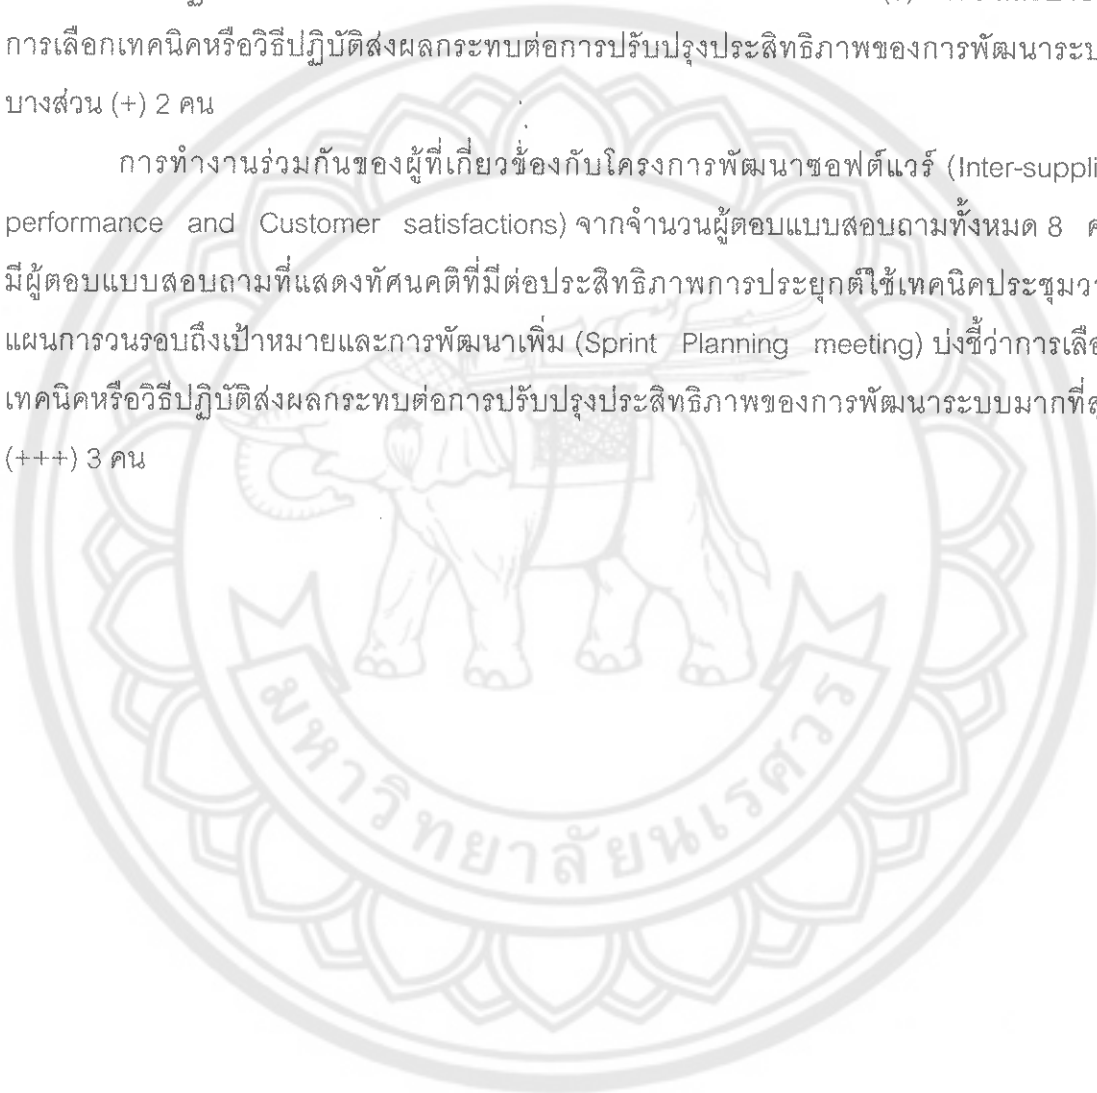 การเลือกเทคนิคหรือวิธีปฏิบัติส่งผลกระทบต่อการปรับปรุงประสิทธิภาพของการพัฒนาระบ
บางส่วน (+) 2 คน
การทำงานร่วมกันของผู้ที่เกี่ยวข้องกับโครงการพัฒนาซอฟต์แวร์ (Inter-suppli
performance and Customer satisfactions) จากจำนวนผู้ตอบแบบสอบถามทั้งหมด 8 ค
มีผู้ตอบแบบสอบถามที่แสดงทัศนคติที่มีต่อประสิทธิภาพการประยุกต์ใช้เทคนิคประชุมวา
แผนการวนรอบถึงเป้าหมายและการพัฒนาเพิ่ม (Sprint Planning meeting) บ่งชี้ว่าการเลือ
เทคนิคหรือวิธีปฏิบัติส่งผลกระทบต่อการปรับปรุงประสิทธิภาพของการพัฒนาระบบมากที่สุ
(+++) 3 คน
มหาวิทยาลัยนเรศวร